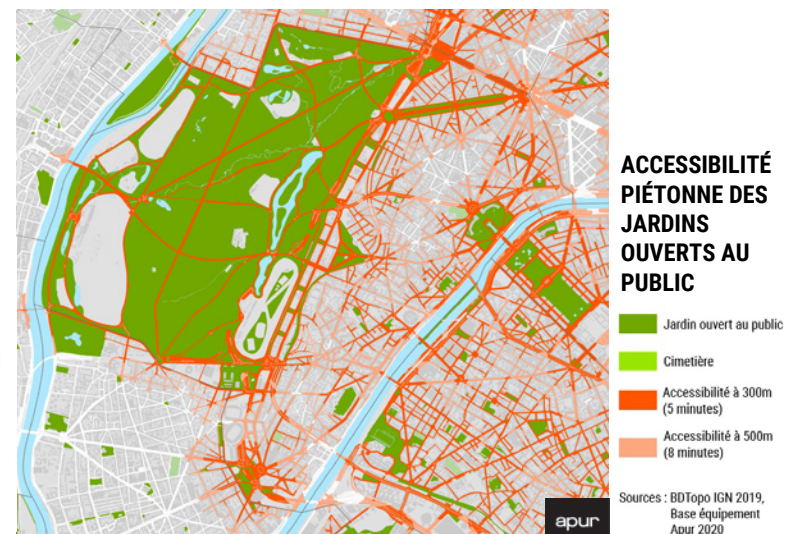 ACCESSIBILITÉ
PIÉTONNE DES
JARDINS
OUVERTS AU
PUBLIC
Jardin ouvert au public
Cimetière
Accessibilité à 300m
(5 minutes)
Accessibilité à 500m
(8 minutes)
Sources : BDTopo IGN 2019,
Base équipement
Apur 2020
apur